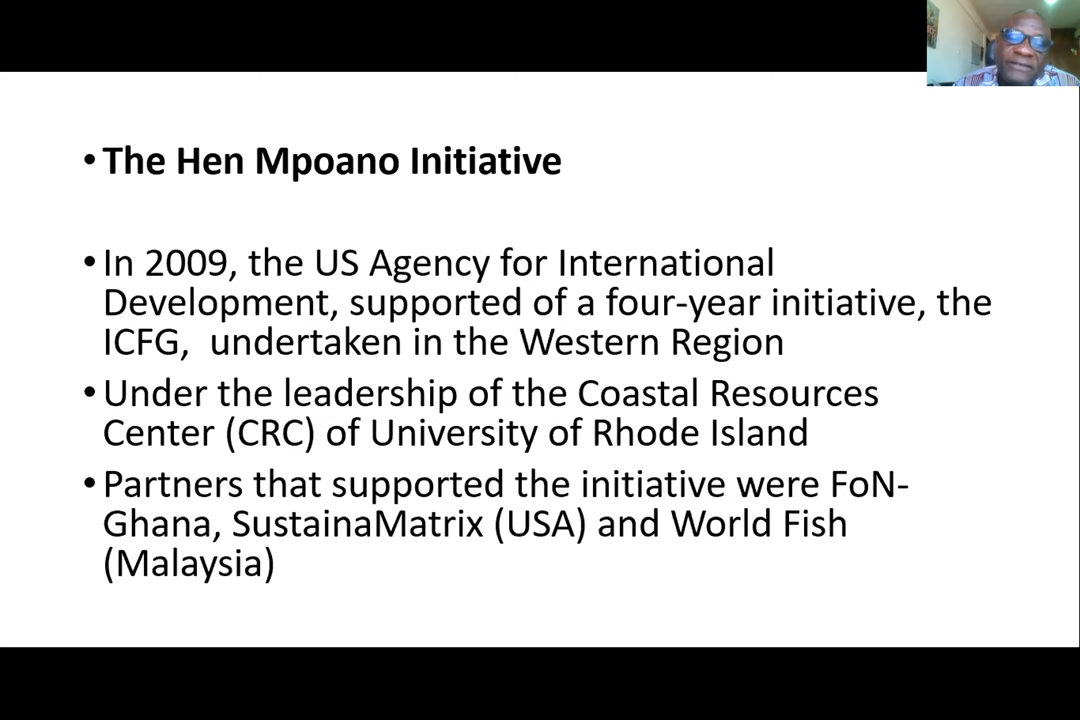 • The Hen Mpoano Initiative
• In 2009, the US Agency for International
Development, supported of a four-year initiative, the
ICFG,  undertaken in the Western Region
• Under the leadership of the Coastal Resources
Center (CRC) of University of Rhode Island
• Partners that supported the initiative were FoN-
Ghana, SustainaMatrix (USA) and World Fish
(Malaysia)